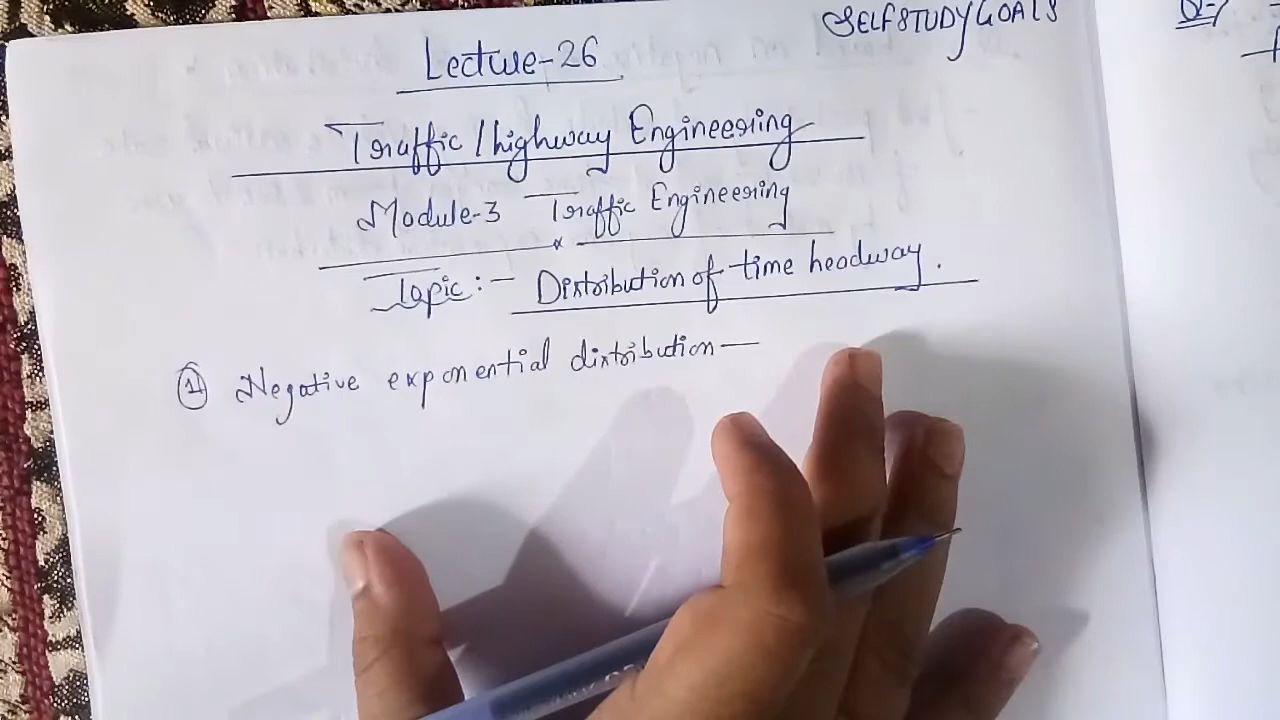 SELFSTUDYGOALS
Lecture-26
Traffic/highway Engineering
Module-3 Traffic Engineering
Topic:- Distribution of time headway.
① Negative exponential distribution—
Q-7